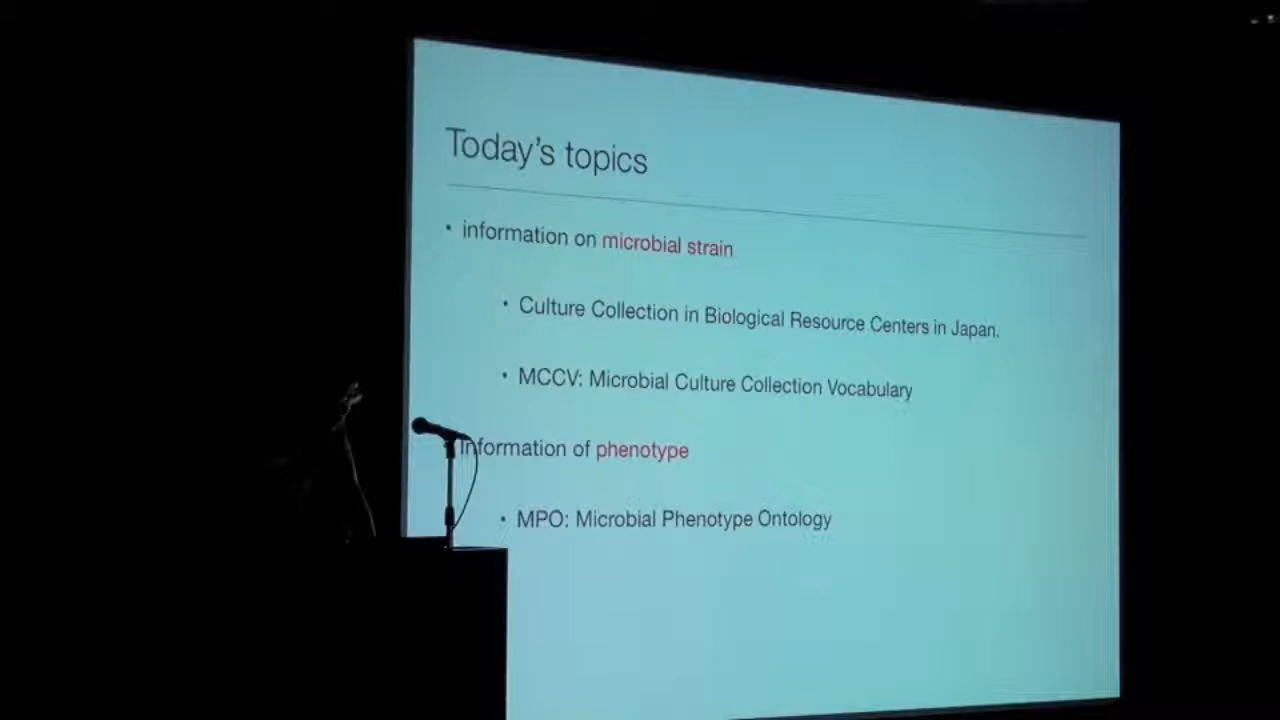 Today's topics
• information on microbial strain
• Culture Collection in Biological Resource Centers in Japan.
• MCCV: Microbial Culture Collection Vocabulary
Information of phenotype
• MPO: Microbial Phenotype Ontology